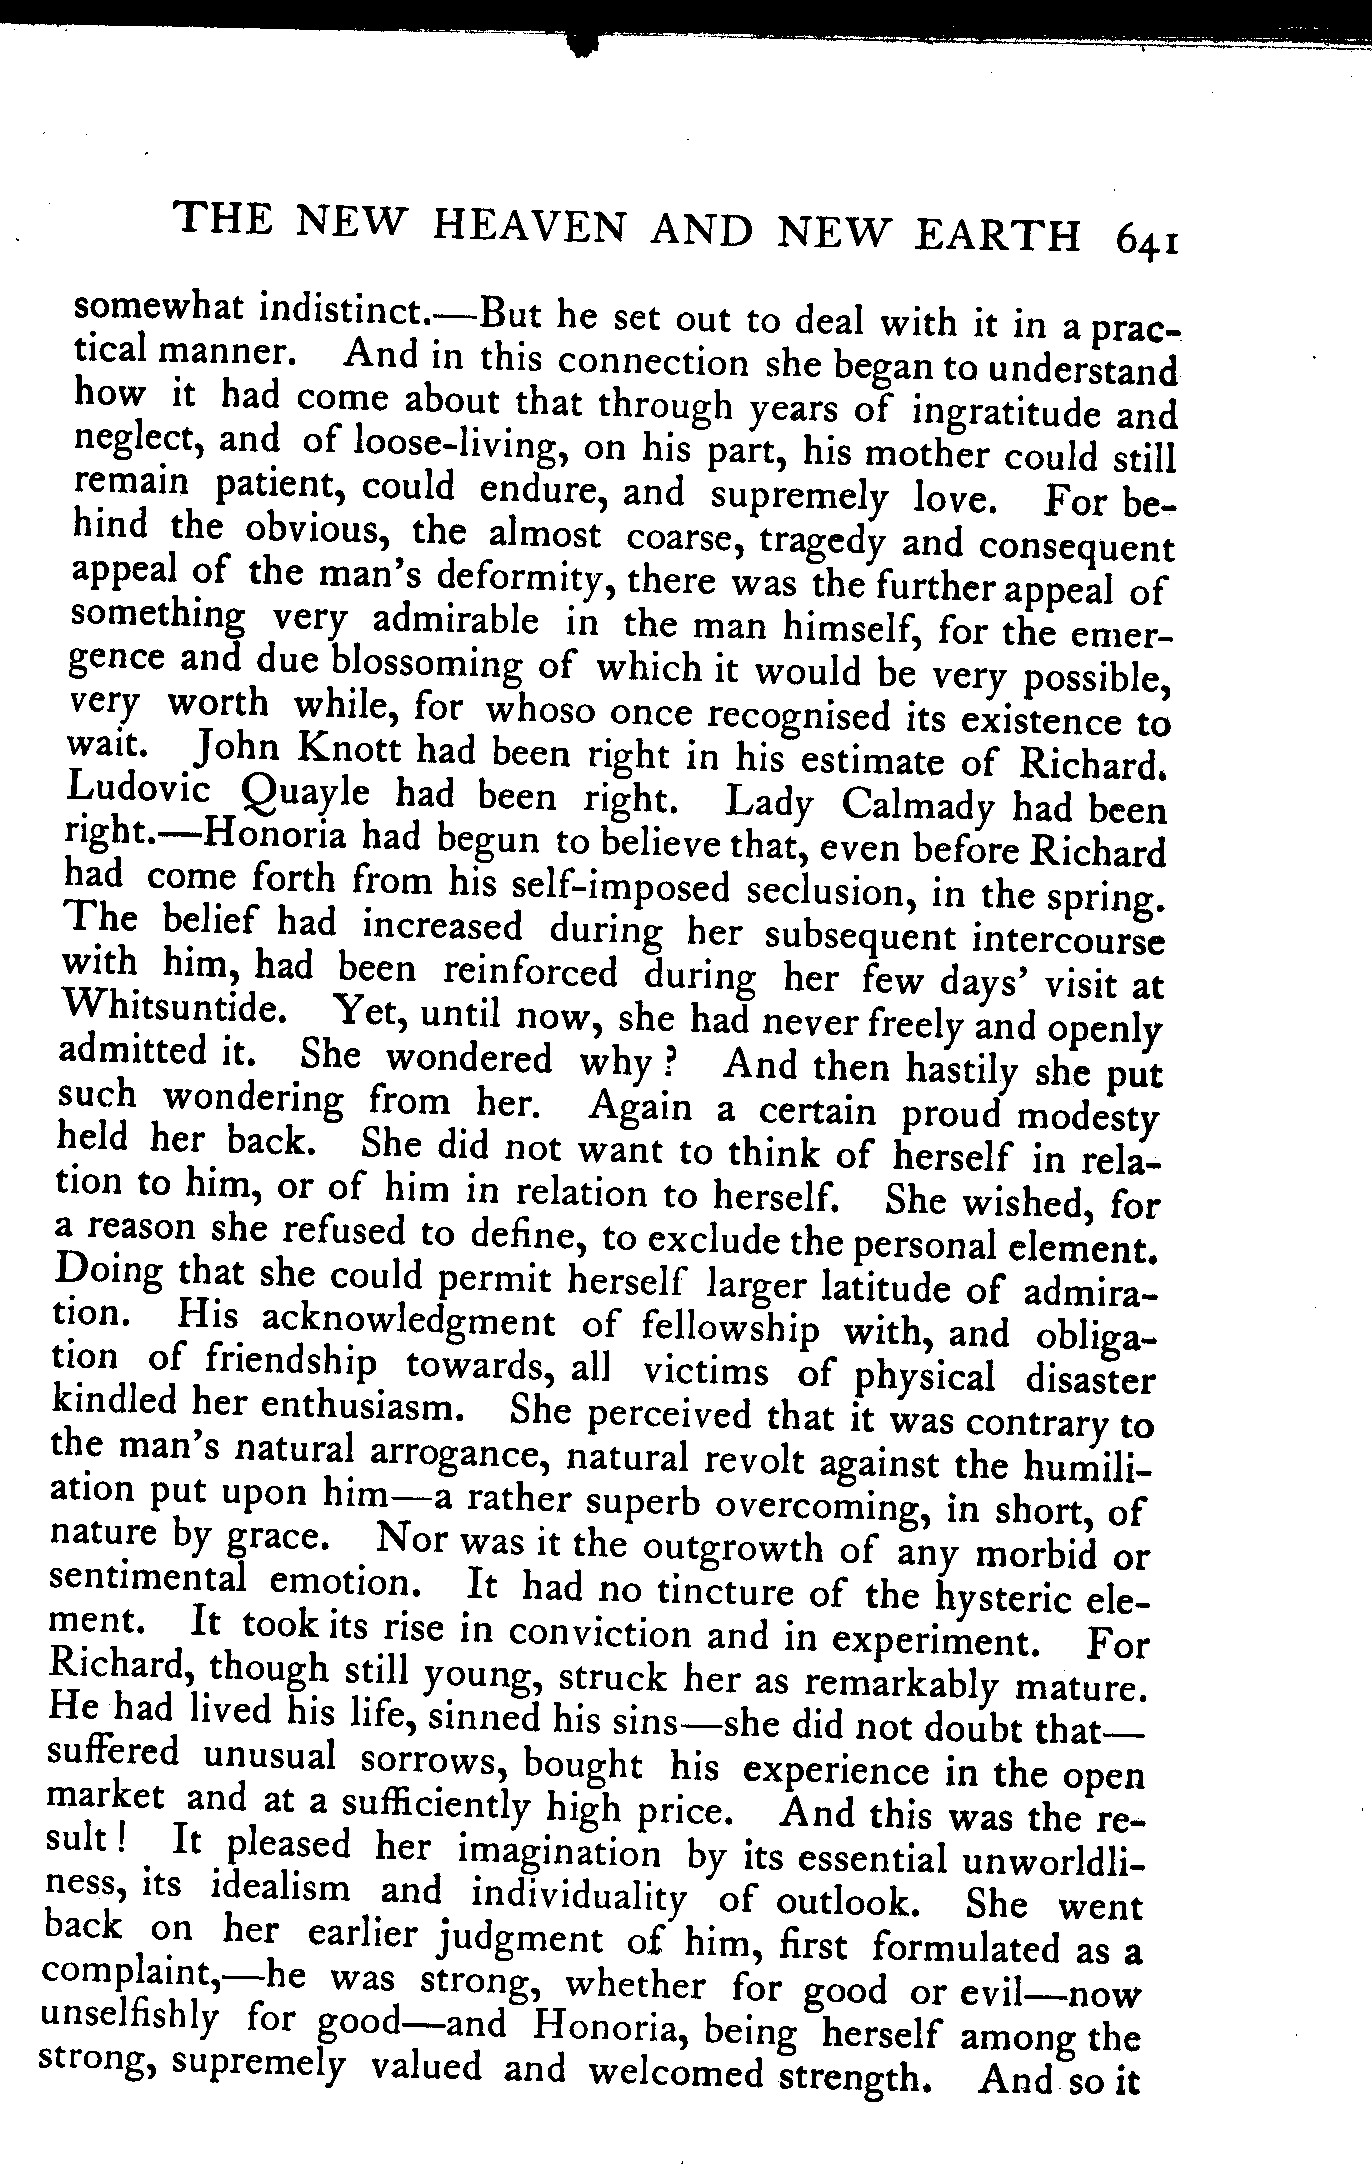 THE NEW HEAVEN AND NEW EARTH 641
somewhat indistinct.—But he set out to deal with it in a prac-
tical manner. And in this connection she began to understand
how it had come about that through years of ingratitude and
neglect, and of loose-living, on his part, his mother could still
remain patient, could endure, and supremely love. For be-
hind the obvious, the almost coarse, tragedy and consequent
appeal of the man's deformity, there was the further appeal of
something very admirable in the man himself, for the emer-
gence and due blossoming of which it would be very possible,
very worth while, for whoso once recognised its existence to
wait. John Knott had been right in his estimate of Richard.
Ludovic Quayle had been right. Lady Calmady had been
right.—Honoria had begun to believe that, even before Richard
had come forth from his self-imposed seclusion, in the spring.
The belief had increased during her subsequent intercourse
with him, had been reinforced during her few days' visit at
Whitsuntide. Yet, until now, she had never freely and openly
admitted it. She wondered why? And then hastily she put
such wondering from her. Again a certain proud modesty
held her back. She did not want to think of herself in rela-
tion to him, or of him in relation to herself. She wished, for
a reason she refused to define, to exclude the personal element.
Doing that she could permit herself larger latitude of admira-
tion. His acknowledgment of fellowship with, and obliga-
tion of friendship towards, all victims of physical disaster
kindled her enthusiasm. She perceived that it was contrary to
the man's natural arrogance, natural revolt against the humili-
ation put upon him—a rather superb overcoming, in short, of
nature by grace. Nor was it the outgrowth of any morbid or
sentimental emotion. It had no tincture of the hysteric ele-
ment. It took its rise in conviction and in experiment. For
Richard, though still young, struck her as remarkably mature.
He had lived his life, sinned his sins—she did not doubt that—
suffered unusual sorrows, bought his experience in the open
market and at a sufficiently high price. And this was the re-
sult! It pleased her imagination by its essential unworldli-
ness, its idealism and individuality of outlook. She went
back on her earlier judgment of him, first formulated as a
complaint,—he was strong, whether for good or evil—now
unselfishly for good—and Honoria, being herself among the
strong, supremely valued and welcomed strength. And so it